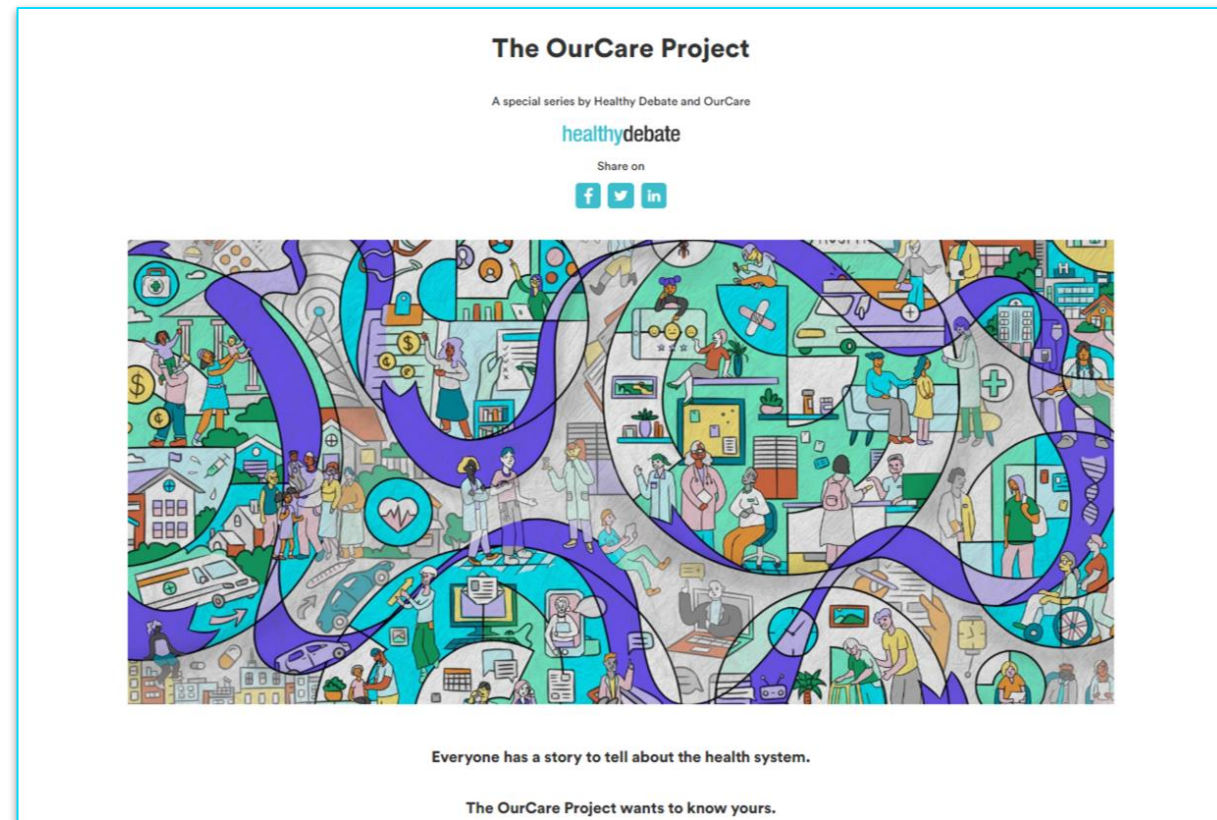 The OurCare Project
A special series by Healthy Debate and OurCare
healthydebate
Share on
f in
H
$
$
¢
¢
Everyone has a story to tell about the health system.
The OurCare Project wants to know yours.